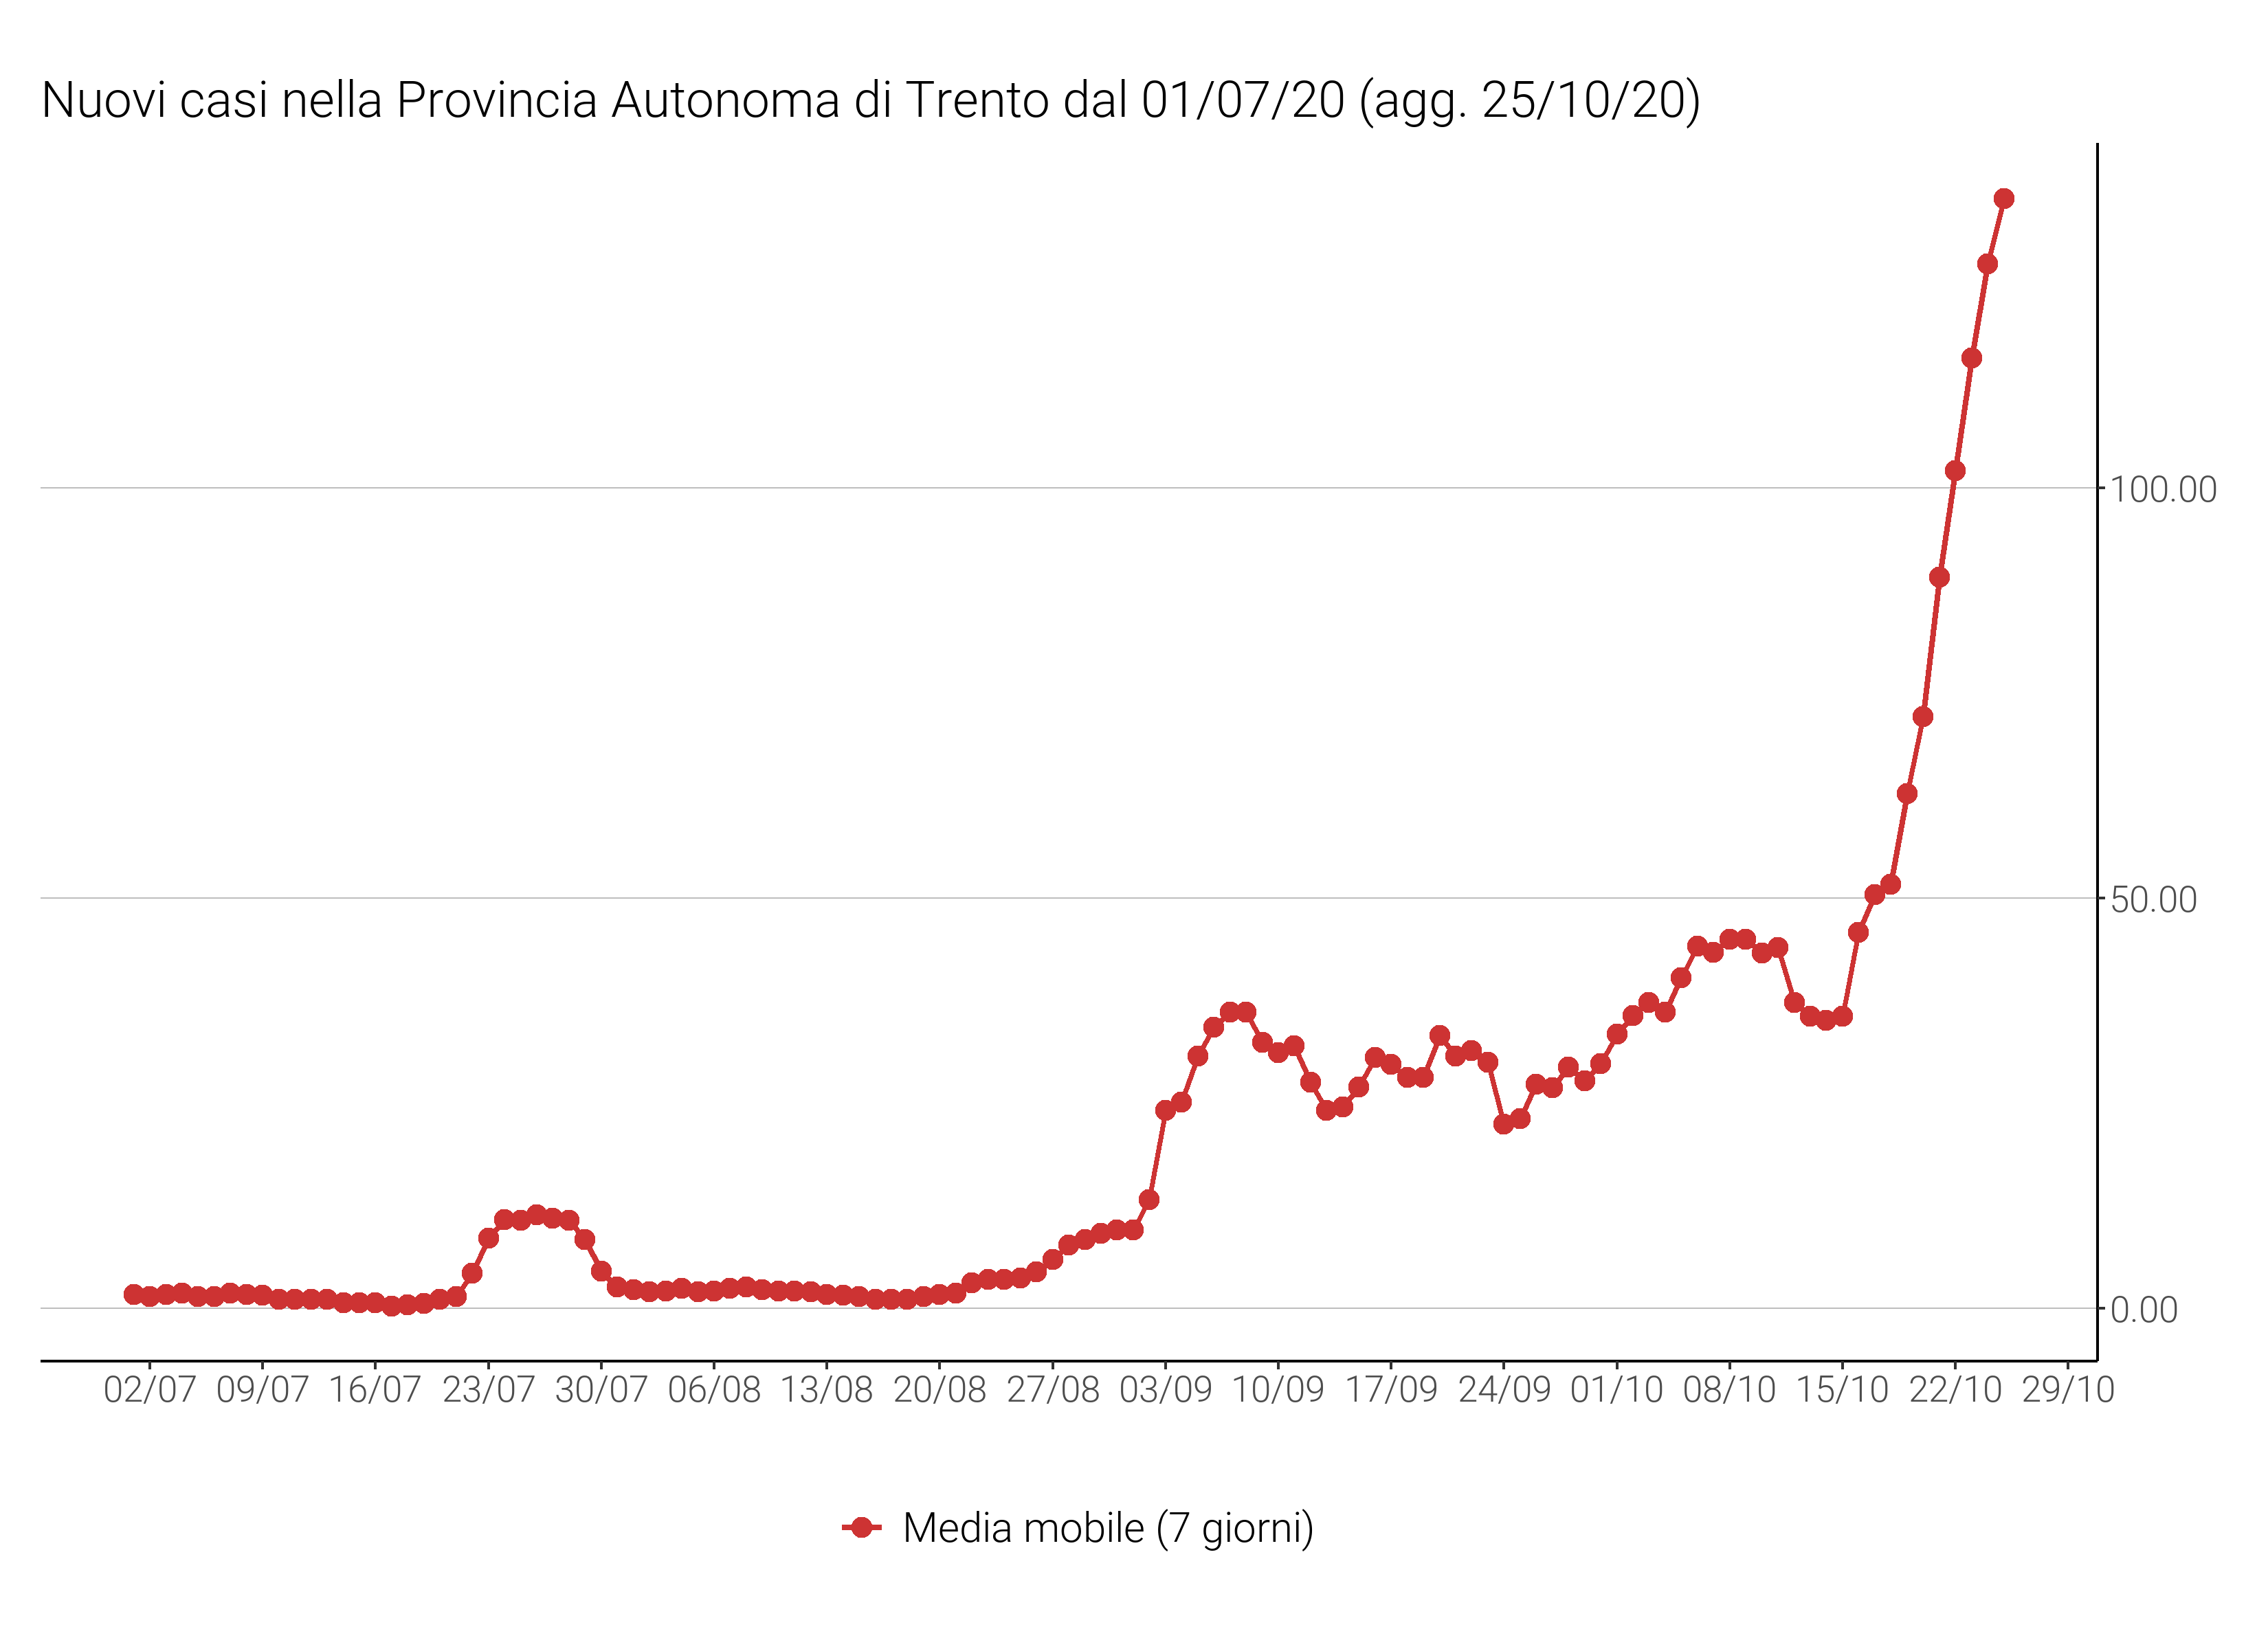 Nuovi casi nella Provincia Autonoma di Trento dal 01/07/20 (agg. 25/10/20)
100.00
50.00
0.00
02/07 09/07 16/07 23/07 30/07 06/08 13/08 20/08 27/08 03/09 10/09 17/09 24/09 01/10 08/10 15/10 22/10 29/10
Media mobile (7 giorni)